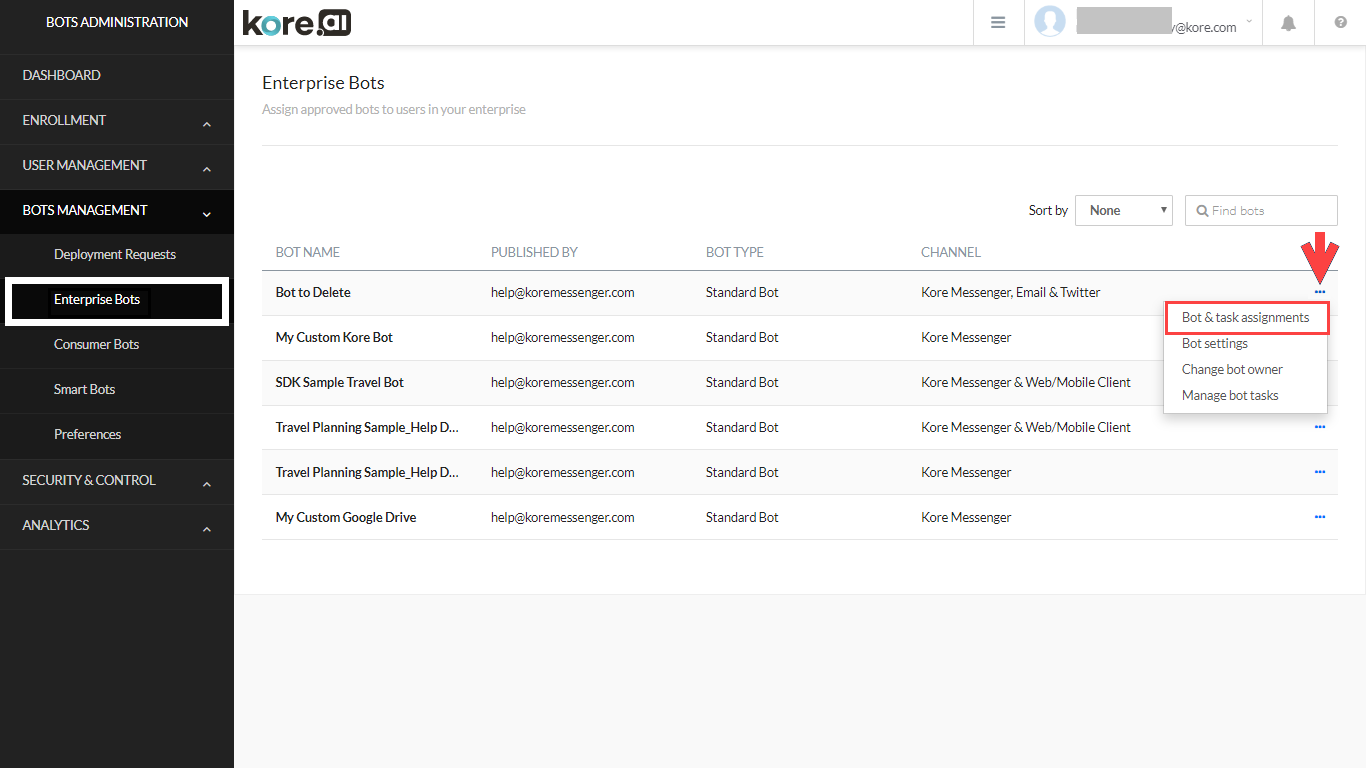 BOTS ADMINISTRATION
DASHBOARD
ENROLLMENT
USER MANAGEMENT
BOTS MANAGEMENT
Deployment Requests
Enterprise Bots
Consumer Bots
Smart Bots
Preferences
SECURITY & CONTROL
ANALYTICS
kore.ai
y@kore.com
?
Enterprise Bots
Assign approved bots to users in your enterprise
Sort by None Find bots
BOT NAME PUBLISHED BY BOT TYPE CHANNEL
Bot to Delete help@koremessenger.com Standard Bot Kore Messenger, Email & Twitter
My Custom Kore Bot help@koremessenger.com Standard Bot Kore Messenger
SDK Sample Travel Bot help@koremessenger.com Standard Bot Kore Messenger & Web/Mobile Client
Travel Planning Sample_Help D... help@koremessenger.com Standard Bot Kore Messenger & Web/Mobile Client
Travel Planning Sample_Help D... help@koremessenger.com Standard Bot Kore Messenger
My Custom Google Drive help@koremessenger.com Standard Bot Kore Messenger
Bot & task assignments
Bot settings
Change bot owner
Manage bot tasks